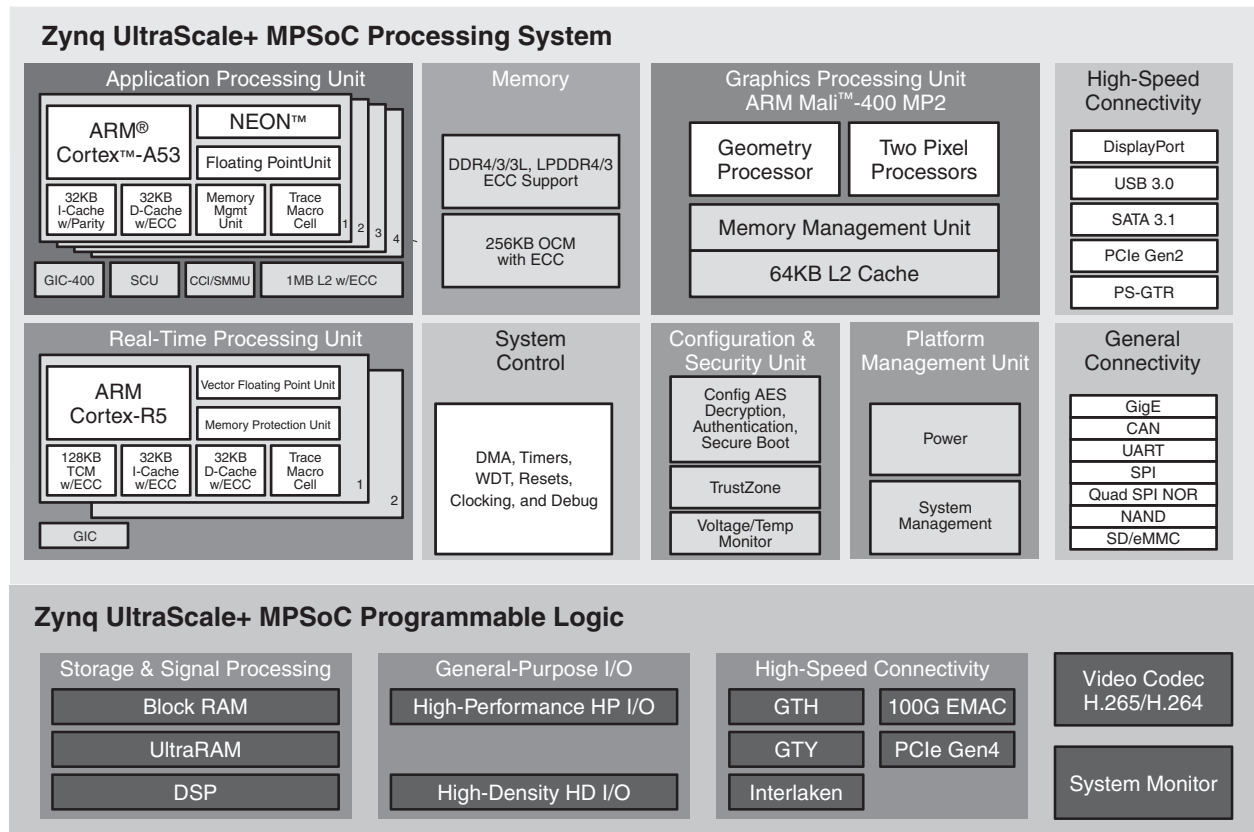 Zynq UltraScale+ MPSoC Processing System
Application Processing Unit
ARM®
Cortex™-A53
NEON™
Floating PointUnit
32KB
I-Cache
w/Parity
32KB
D-Cache
w/ECC
Memory
Mgmt
Unit
Trace
Macro
Cell
1
2
3
4
GIC-400
SCU
CCI/SMMU
1MB L2 w/ECC
Memory
DDR4/3/3L, LPDDR4/3
ECC Support
256KB OCM
with ECC
Graphics Processing Unit
ARM Mali™-400 MP2
Geometry
Processor
Two Pixel
Processors
Memory Management Unit
64KB L2 Cache
High-Speed
Connectivity
DisplayPort
USB 3.0
SATA 3.1
PCIe Gen2
PS-GTR
Real-Time Processing Unit
ARM
Cortex-R5
Vector Floating Point Unit
Memory Protection Unit
128KB
TCM
w/ECC
32KB
I-Cache
w/ECC
32KB
D-Cache
w/ECC
Trace
Macro
Cell
1
2
GIC
System
Control
DMA, Timers,
WDT, Resets,
Clocking, and Debug
Configuration &
Security Unit
Config AES
Decryption,
Authentication,
Secure Boot
TrustZone
Voltage/Temp
Monitor
Platform
Management Unit
Power
System
Management
General
Connectivity
GigE
CAN
UART
SPI
Quad SPI NOR
NAND
SD/eMMC
Zynq UltraScale+ MPSoC Programmable Logic
Storage & Signal Processing
Block RAM
UltraRAM
DSP
General-Purpose I/O
High-Performance HP I/O
High-Density HD I/O
High-Speed Connectivity
GTH
100G EMAC
GTY
PCIe Gen4
Interlaken
Video Codec
H.265/H.264
System Monitor